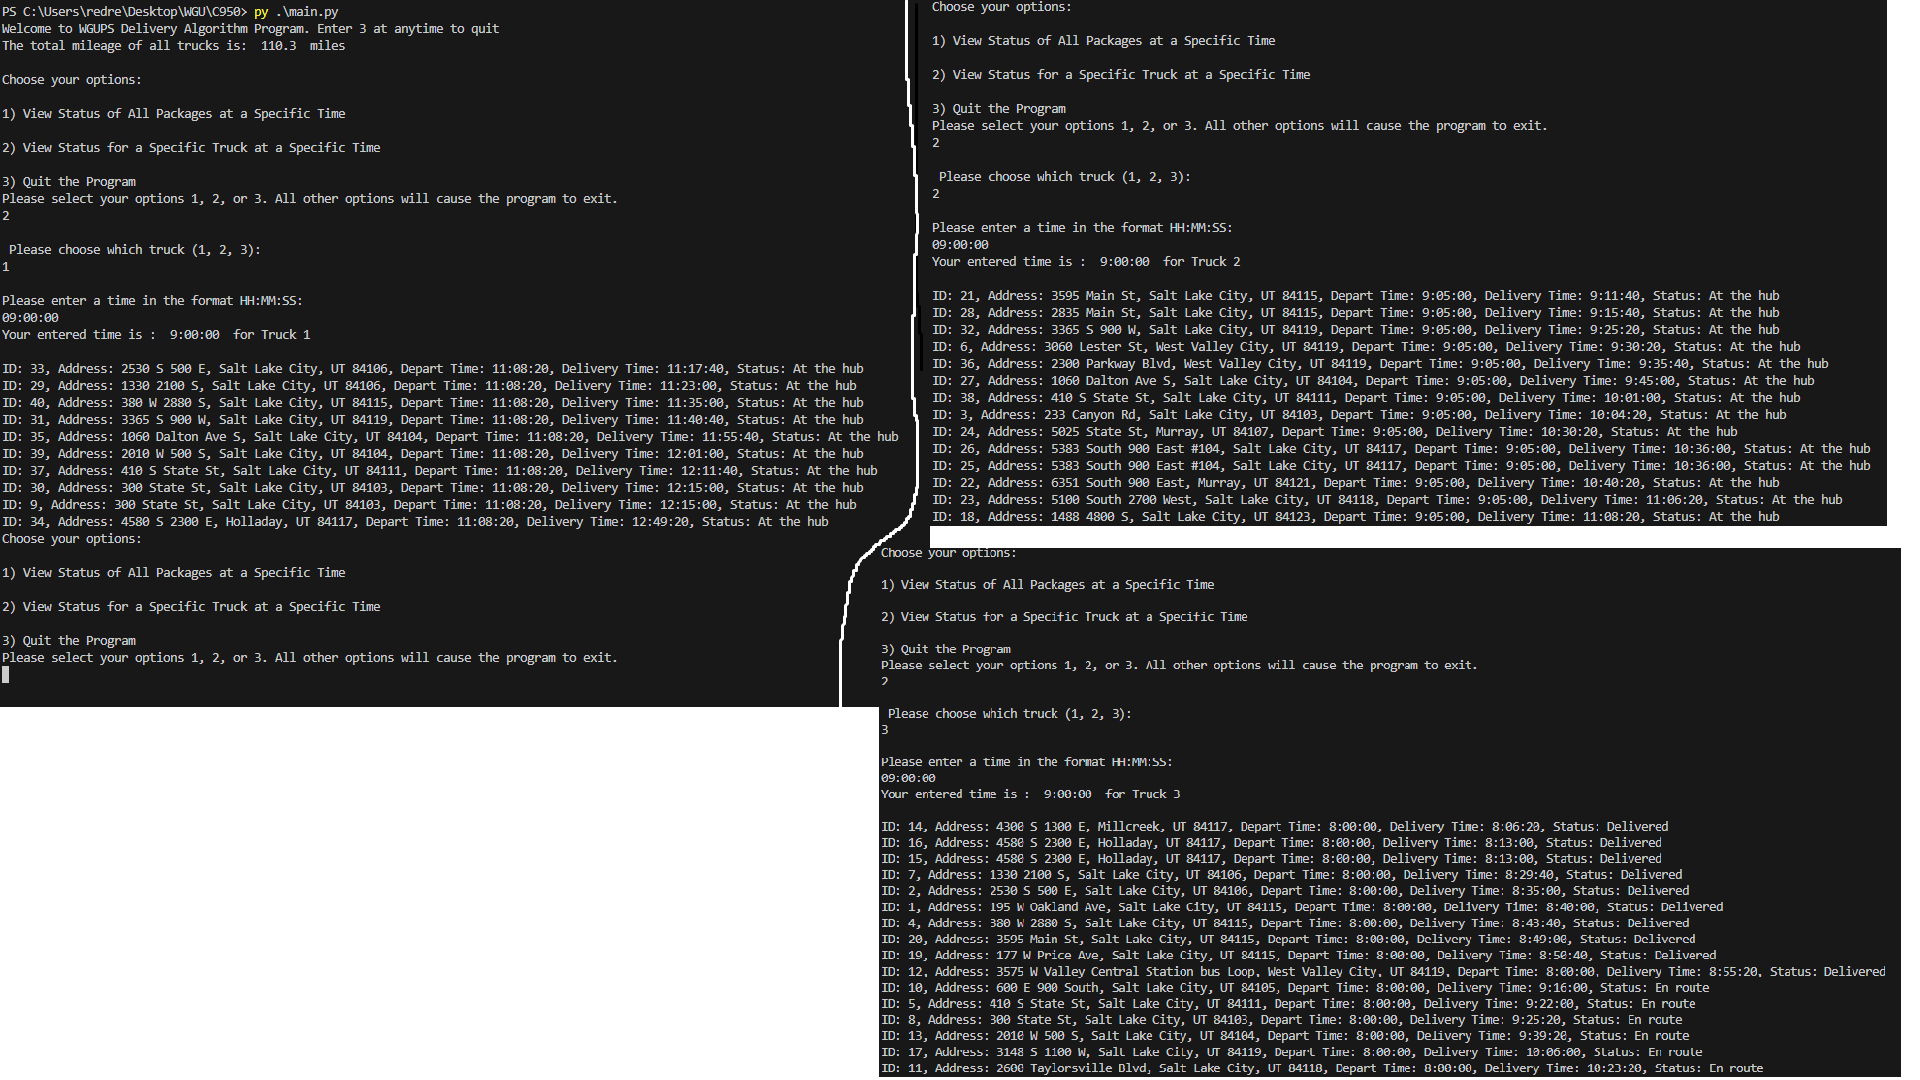 PS C:\Users\redre\Desktop\WGU\C950> py .\main.py
Welcome to WGUPS Delivery Algorithm Program. Enter 3 at anytime to quit
The total mileage of all trucks is:  110.3  miles
Choose your options:
1) View Status of All Packages at a Specific Time
2) View Status for a Specific Truck at a Specific Time
3) Quit the Program
Please select your options 1, 2, or 3. All other options will cause the program to exit.
2
Please choose which truck (1, 2, 3):
1
Please enter a time in the format HH:MM:SS:
09:00:00
Your entered time is :  9:00:00  for Truck 1
ID: 33, Address: 2530 S 500 E, Salt Lake City, UT 84106, Depart Time: 11:08:20, Delivery Time: 11:17:40, Status: At the hub
ID: 29, Address: 1330 2100 S, Salt Lake City, UT 84106, Depart Time: 11:08:20, Delivery Time: 11:23:00, Status: At the hub
ID: 40, Address: 380 W 2880 S, Salt Lake City, UT 84115, Depart Time: 11:08:20, Delivery Time: 11:35:00, Status: At the hub
ID: 31, Address: 3365 S 900 W, Salt Lake City, UT 84119, Depart Time: 11:08:20, Delivery Time: 11:40:40, Status: At the hub
ID: 35, Address: 1060 Dalton Ave S, Salt Lake City, UT 84104, Depart Time: 11:08:20, Delivery Time: 11:55:40, Status: At the hub
ID: 39, Address: 2010 W 500 S, Salt Lake City, UT 84104, Depart Time: 11:08:20, Delivery Time: 12:01:00, Status: At the hub
ID: 37, Address: 410 S State St, Salt Lake City, UT 84111, Depart Time: 11:08:20, Delivery Time: 12:11:40, Status: At the hub
ID: 30, Address: 300 State St, Salt Lake City, UT 84103, Depart Time: 11:08:20, Delivery Time: 12:15:00, Status: At the hub
ID: 9, Address: 300 State St, Salt Lake City, UT 84103, Depart Time: 11:08:20, Delivery Time: 12:15:00, Status: At the hub
ID: 34, Address: 4580 S 2300 E, Holladay, UT 84117, Depart Time: 11:08:20, Delivery Time: 12:49:20, Status: At the hub
Choose your options:
1) View Status of All Packages at a Specific Time
2) View Status for a Specific Truck at a Specific Time
3) Quit the Program
Please select your options 1, 2, or 3. All other options will cause the program to exit.
Choose your options:
1) View Status of All Packages at a Specific Time
2) View Status for a Specific Truck at a Specific Time
3) Quit the Program
Please select your options 1, 2, or 3. All other options will cause the program to exit.
2
Please choose which truck (1, 2, 3):
2
Please enter a time in the format HH:MM:SS:
09:00:00
Your entered time is :  9:00:00  for Truck 2
ID: 21, Address: 3595 Main St, Salt Lake City, UT 84115, Depart Time: 9:05:00, Delivery Time: 9:11:40, Status: At the hub
ID: 28, Address: 2835 Main St, Salt Lake City, UT 84115, Depart Time: 9:05:00, Delivery Time: 9:15:40, Status: At the hub
ID: 32, Address: 3365 S 900 W, Salt Lake City, UT 84119, Depart Time: 9:05:00, Delivery Time: 9:25:20, Status: At the hub
ID: 6, Address: 3060 Lester St, West Valley City, UT 84119, Depart Time: 9:05:00, Delivery Time: 9:30:20, Status: At the hub
ID: 36, Address: 2300 Parkway Blvd, West Valley City, UT 84119, Depart Time: 9:05:00, Delivery Time: 9:35:40, Status: At the hub
ID: 27, Address: 1060 Dalton Ave S, Salt Lake City, UT 84104, Depart Time: 9:05:00, Delivery Time: 9:45:00, Status: At the hub
ID: 38, Address: 410 S State St, Salt Lake City, UT 84111, Depart Time: 9:05:00, Delivery Time: 10:01:00, Status: At the hub
ID: 3, Address: 233 Canyon Rd, Salt Lake City, UT 84103, Depart Time: 9:05:00, Delivery Time: 10:04:20, Status: At the hub
ID: 24, Address: 5025 State St, Murray, UT 84107, Depart Time: 9:05:00, Delivery Time: 10:30:20, Status: At the hub
ID: 26, Address: 5383 South 900 East #104, Salt Lake City, UT 84117, Depart Time: 9:05:00, Delivery Time: 10:36:00, Status: At the hub
ID: 25, Address: 5383 South 900 East #104, Salt Lake City, UT 84117, Depart Time: 9:05:00, Delivery Time: 10:36:00, Status: At the hub
ID: 22, Address: 6351 South 900 East, Murray, UT 84121, Depart Time: 9:05:00, Delivery Time: 10:40:20, Status: At the hub
ID: 23, Address: 5100 South 2700 West, Salt Lake City, UT 84118, Depart Time: 9:05:00, Delivery Time: 11:06:20, Status: At the hub
ID: 18, Address: 1488 4800 S, Salt Lake City, UT 84123, Depart Time: 9:05:00, Delivery Time: 11:08:20, Status: At the hub
Choose your options:
1) View Status of All Packages at a Specific Time
2) View Status for a Specific Truck at a Specific Time
3) Quit the Program
Please select your options 1, 2, or 3. All other options will cause the program to exit.
2
Please choose which truck (1, 2, 3):
3
Please enter a time in the format HH:MM:SS:
09:00:00
Your entered time is :  9:00:00  for Truck 3
ID: 14, Address: 4300 S 1300 E, Millcreek, UT 84117, Depart Time: 8:00:00, Delivery Time: 8:06:20, Status: Delivered
ID: 16, Address: 4580 S 2300 E, Holladay, UT 84117, Depart Time: 8:00:00, Delivery Time: 8:13:00, Status: Delivered
ID: 15, Address: 4580 S 2300 E, Holladay, UT 84117, Depart Time: 8:00:00, Delivery Time: 8:13:00, Status: Delivered
ID: 7, Address: 1330 2100 S, Salt Lake City, UT 84106, Depart Time: 8:00:00, Delivery Time: 8:29:40, Status: Delivered
ID: 2, Address: 2530 S 500 E, Salt Lake City, UT 84106, Depart Time: 8:00:00, Delivery Time: 8:35:00, Status: Delivered
ID: 1, Address: 195 W Oakland Ave, Salt Lake City, UT 84115, Depart Time: 8:00:00, Delivery Time: 8:40:00, Status: Delivered
ID: 4, Address: 380 W 2880 S, Salt Lake City, UT 84115, Depart Time: 8:00:00, Delivery Time: 8:43:40, Status: Delivered
ID: 20, Address: 3595 Main St, Salt Lake City, UT 84115, Depart Time: 8:00:00, Delivery Time: 8:49:00, Status: Delivered
ID: 19, Address: 177 W Price Ave, Salt Lake City, UT 84115, Depart Time: 8:00:00, Delivery Time: 8:50:40, Status: Delivered
ID: 12, Address: 3575 W Valley Central Station bus Loop, West Valley City, UT 84119, Depart Time: 8:00:00, Delivery Time: 8:55:20, Status: Delivered
ID: 10, Address: 600 E 900 South, Salt Lake City, UT 84105, Depart Time: 8:00:00, Delivery Time: 9:16:00, Status: En route
ID: 5, Address: 410 S State St, Salt Lake City, UT 84111, Depart Time: 8:00:00, Delivery Time: 9:22:00, Status: En route
ID: 8, Address: 300 State St, Salt Lake City, UT 84103, Depart Time: 8:00:00, Delivery Time: 9:25:20, Status: En route
ID: 13, Address: 2010 W 500 S, Salt Lake City, UT 84104, Depart Time: 8:00:00, Delivery Time: 9:39:20, Status: En route
ID: 17, Address: 3148 S 1100 W, Salt Lake City, UT 84119, Depart Time: 8:00:00, Delivery Time: 10:06:00, Status: En route
ID: 11, Address: 2600 Taylorsville Blvd, Salt Lake City, UT 84118, Depart Time: 8:00:00, Delivery Time: 10:23:20, Status: En route